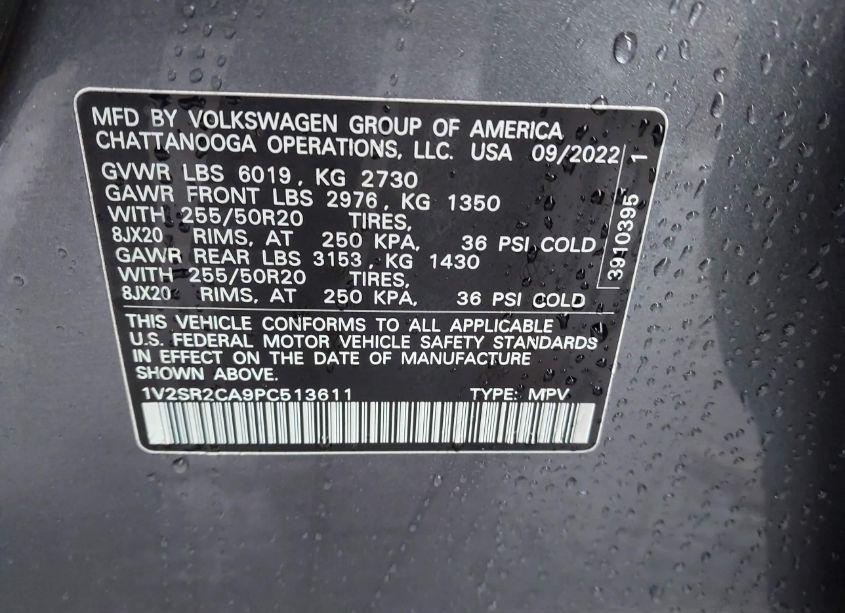 MFD BY VOLKSWAGEN GROUP OF AMERICA
CHATTANOOGA OPERATIONS, LLC. USA 09/2022
GVWR LBS 6019, KG 2730
GAWR FRONT LBS 2976, KG 1350
WITH 255/50R20 TIRES,
8JX20 RIMS, AT 250 KPA, 36 PSI COLD
GAWR REAR LBS 3153, KG 1430
WITH 255/50R20 TIRES,
8JX20 RIMS, AT 250 KPA, 36 PSI COLD
3910395 1
THIS VEHICLE CONFORMS TO ALL APPLICABLE
U.S. FEDERAL MOTOR VEHICLE SAFETY STANDARDS
IN EFFECT ON THE DATE OF MANUFACTURE
SHOWN ABOVE.
1V2SR2CA9PC513611 TYPE: MPV